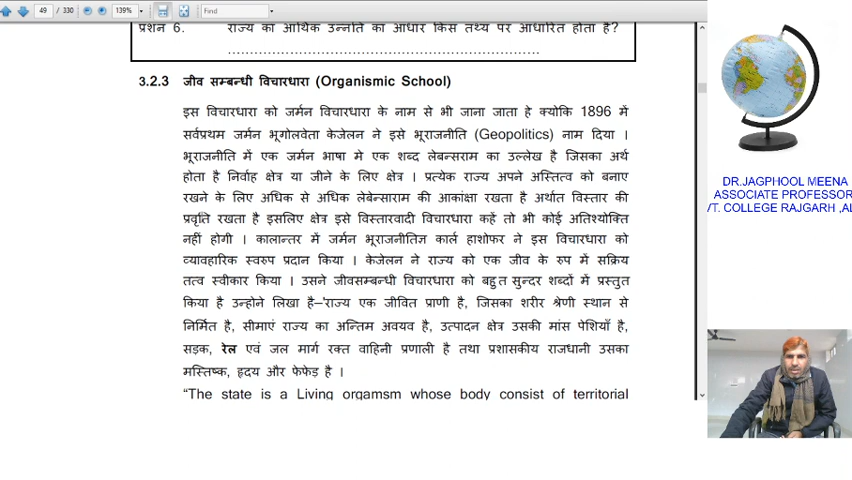 49 / 330 139% Find
प्रशन 6. राज्य का आर्थिक उन्नति का आधार किस तथ्य पर आधारित होता है?
3.2.3 जीव सम्बन्धी विचारधारा (Organismic School)
इस विचारधारा को जर्मन विचारधारा के नाम से भी जाना जाता हे क्योकि 1896 में
सर्वप्रथम जर्मन भूगोलवेता केजेलन ने इसे भूराजनीति (Geopolitics) नाम दिया ।
भूराजनीति में एक जर्मन भाषा मे एक शब्द लेबन्सराम का उल्लेख है जिसका अर्थ
होता है निर्वाह क्षेत्र या जीने के लिए क्षेत्र । प्रत्येक राज्य अपने अस्तित्व को बनाए
रखने के लिए अधिक से अधिक लेबेन्साराम की आकांक्षा रखता है अर्थात विस्तार की
प्रवृति रखता है इसलिए क्षेत्र इसे विस्तारवादी विचारधारा कहें तो भी कोई अतिश्योक्ति
नहीं होगी । कालान्तर में जर्मन भूराजनीतिज्ञ कार्ल हाशोफर ने इस विचारधारा को
व्यावहारिक स्वरुप प्रदान किया । केजेलन ने राज्य को एक जीव के रुप में सक्रिय
तत्व स्वीकार किया । उसने जीवसम्बन्धी विचारधारा को बहुत सुन्दर शब्दों में प्रस्तुत
किया है उन्होने लिखा है–'राज्य एक जीवित प्राणी है, जिसका शरीर श्रेणी स्थान से
निर्मित है, सीमाएं राज्य का अन्तिम अवयव है, उत्पादन क्षेत्र उसकी मांस पेशियाँ है,
सड़क, रेल एवं जल मार्ग रक्त वाहिनी प्रणाली है तथा प्रशासकीय राजधानी उसका
मस्तिष्क, हृदय और फेफेड़ है ।
“The state is a Living orgamsm whose body consist of territorial
DR.JAGPHOOL MEENA
ASSOCIATE PROFESSOR
VT. COLLEGE RAJGARH ,AL